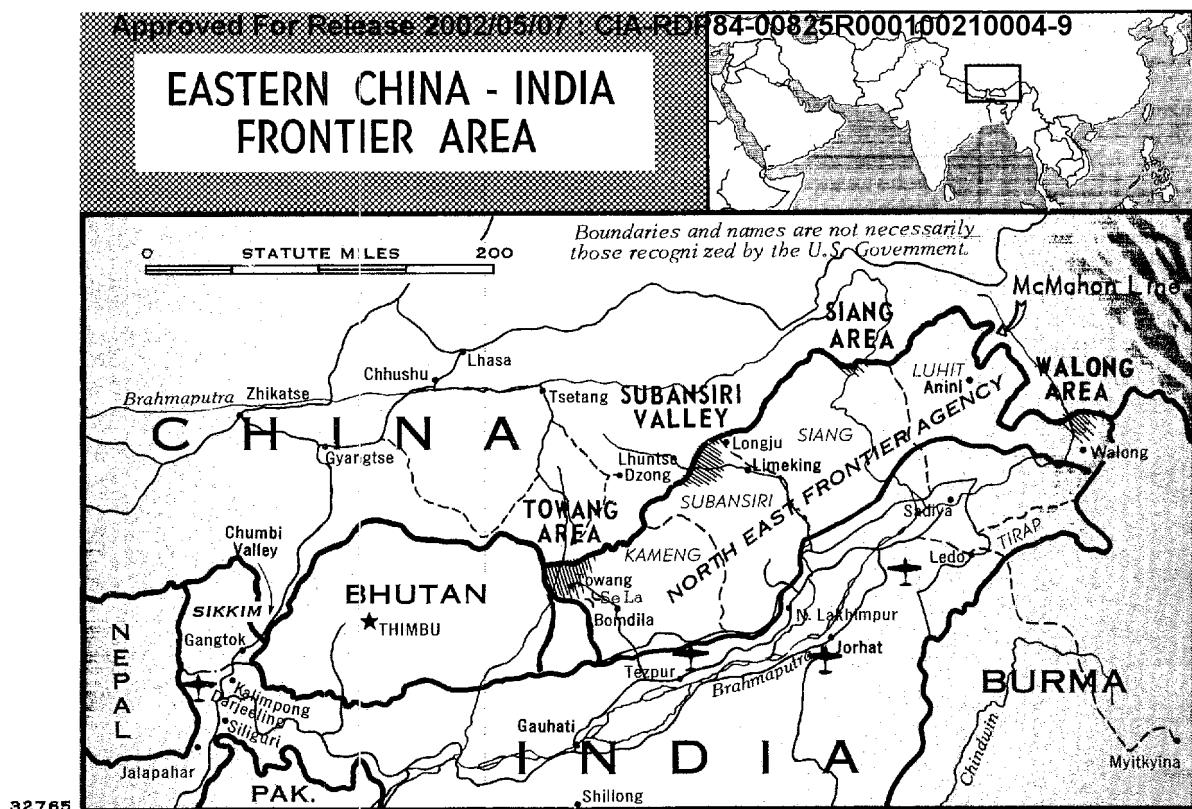 Approved For Release 2002/05/07 : CIA-RDP84-00825R000100210004-9
EASTERN CHINA - INDIA
FRONTIER AREA
0 STATUTE MILES 200
Boundaries and names are not necessarily
those recognized by the U.S. Government.
McMahon Line
SIANG
AREA
Lhasa
LUHIT
Chhushu
Aninl
WALONG
AREA
Brahmaputra
Zhikatse
Tsetang
SUBANSIRI
VALLEY
CHINA
SIANG
Longju
Gyangtse
Walong
Lhuntse
Dzong
Limeking
NORTH EAST FRONTIER AGENCY
TOWANG
AREA
SUBANSIRI
Sadiya
Chumbi
Valley
KAMENG
TIRAP
Ledo
Towang
Se La
BHUTAN
SIKKIM
Bomdila
N. Lakhimpur
THIMBU
NEPAL
Gangtok
Jorhat
Tezpur
Brahmaputra
BURMA
Kalimpong
Darjeeling
Siliguri
Gauhati
INDIA
Chindwin
Jalapahar
Myitkyina
PAK.
Shillong
32765